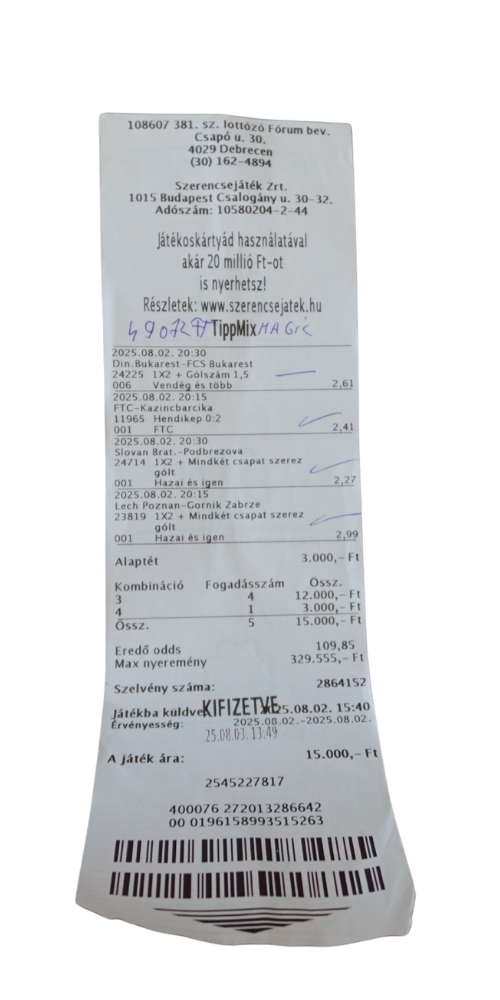 108607 381. sz. lottózó Fórum bev.
Csapó u. 30.
4029 Debrecen
(30) 162-4894
Szerencsejáték Zrt.
1015 Budapest Csalogány u. 30-32.
Adószám: 10580204-2-44
Játékoskártyád használatával
akár 20 millió Ft-ot
is nyerhetsz!
Részletek: www.szerencsejatek.hu
TippMix MAGIC
2025.08.02. 20:30
Din.Bukarest-FCS Bukarest
24225 1X2 + Gólszám 1,5
006 Vendég és több 2,61
2025.08.02. 20:15
FTC-Kazincbarcika
11965 Hendikep 0:2
001 FTC 2,41
2025.08.02. 20:30
Slovan Brat.-Podbrezova
24714 1X2 + Mindkét csapat szerez
gólt
001 Hazai és igen 2,27
2025.08.02. 20:15
Lech Poznan-Gornik Zabrze
23819 1X2 + Mindkét csapat szerez
gólt
001 Hazai és igen 2,99
Alaptét 3.000,- Ft
Kombináció Fogadásszám Össz.
3 4 12.000,- Ft
4 1 3.000,- Ft
Össz. 5 15.000,- Ft
Eredő odds 109,85
Max nyeremény 329.555,- Ft
Szelvény száma: 2864152
Játékba küldve KIFIZETVE 25.08.02. 15:40
Érvényesség: 2025.08.02.-2025.08.02.
25.08.03. 13:49
A játék ára: 15.000,- Ft
2545227817
400076 272013286642
00 0196158993515263